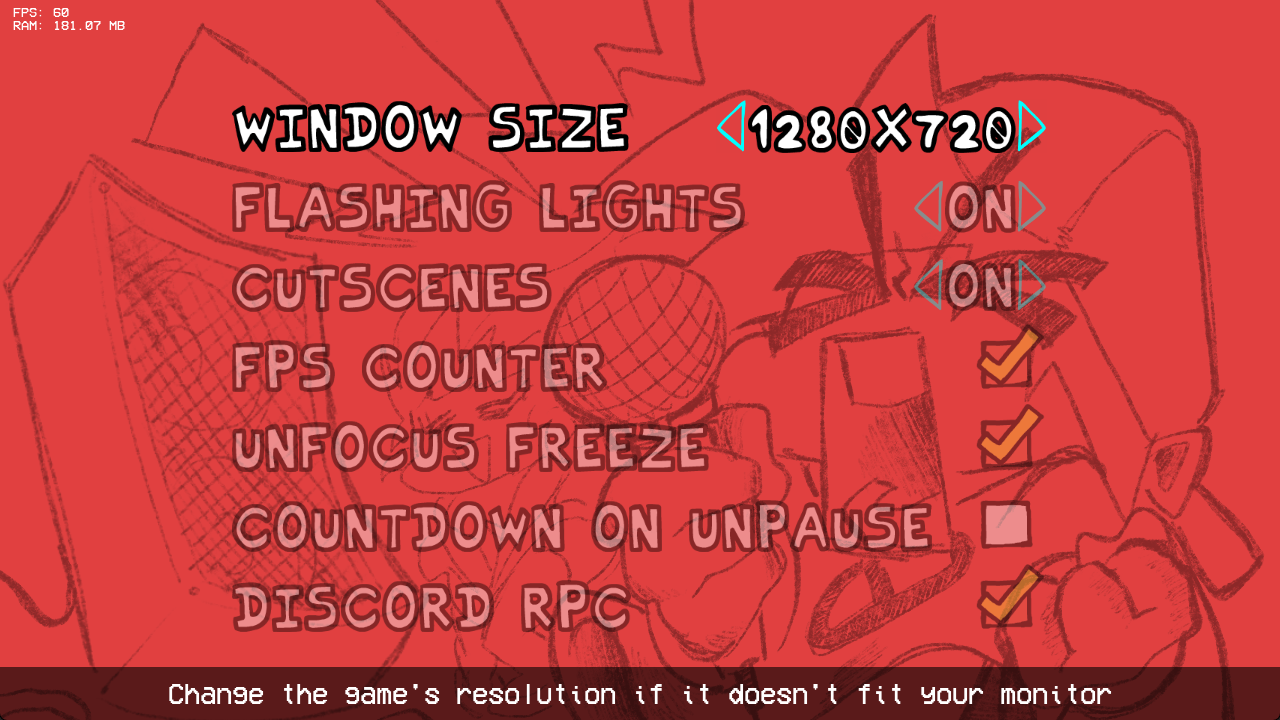 FPS: 60
RAM: 181.07 MB
WINDOW SIZE 1280X720
FLASHING LIGHTS ON
CUTSCENES ON
FPS COUNTER
UNFOCUS FREEZE
COUNTDOWN ON UNPAUSE
DISCORD RPC
Change the game's resolution if it doesn't fit your monitor